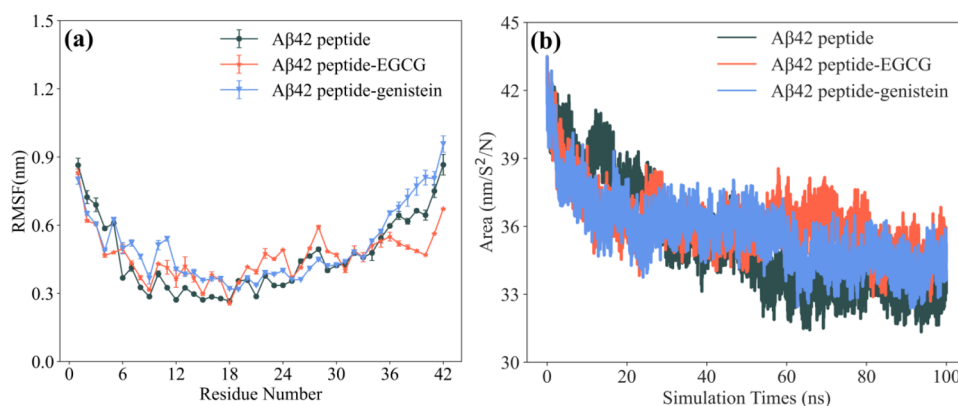 (a)
Aβ42 peptide
Aβ42 peptide-EGCG
Aβ42 peptide-genistein
RMSF(nm)
1.5
1.2
0.9
0.6
0.3
0.0
0 6 12 18 24 30 36 42
Residue Number
(b)
Aβ42 peptide
Aβ42 peptide-EGCG
Aβ42 peptide-genistein
Area (nm/S²/N)
45
42
39
36
33
30
0 20 40 60 80 100
Simulation Times (ns)